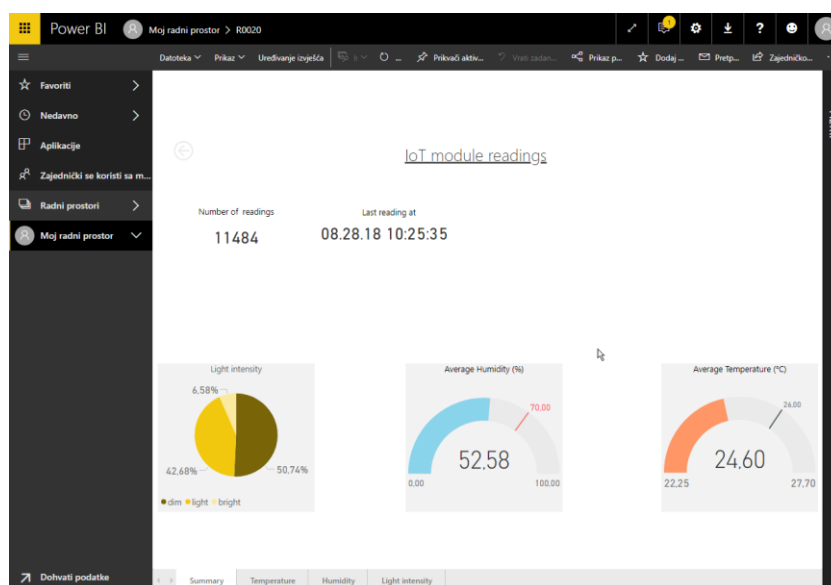 Power BI
Moj radni prostor > R0020
1
?
Datoteka
Prikaz
Uređivanje izvješća
Prikvači aktiv...
Vrati zadan...
Prikaz p...
Dodaj ...
Pretp...
Zajedničko...
Favoriti
Nedavno
Aplikacije
Zajednički se koristi sa m...
Radni prostori
Moj radni prostor
Dohvati podatke
IoT module readings
Number of readings
11484
Last reading at
08.28.18 10:25:35
Light intensity
6,58%
42,68%
50,74%
dim light bright
Average Humidity (%)
70,00
52,58
0,00
100,00
Average Temperature (°C)
26,00
24,60
22,25
27,70
Summary
Temperature
Humidity
Light intensity